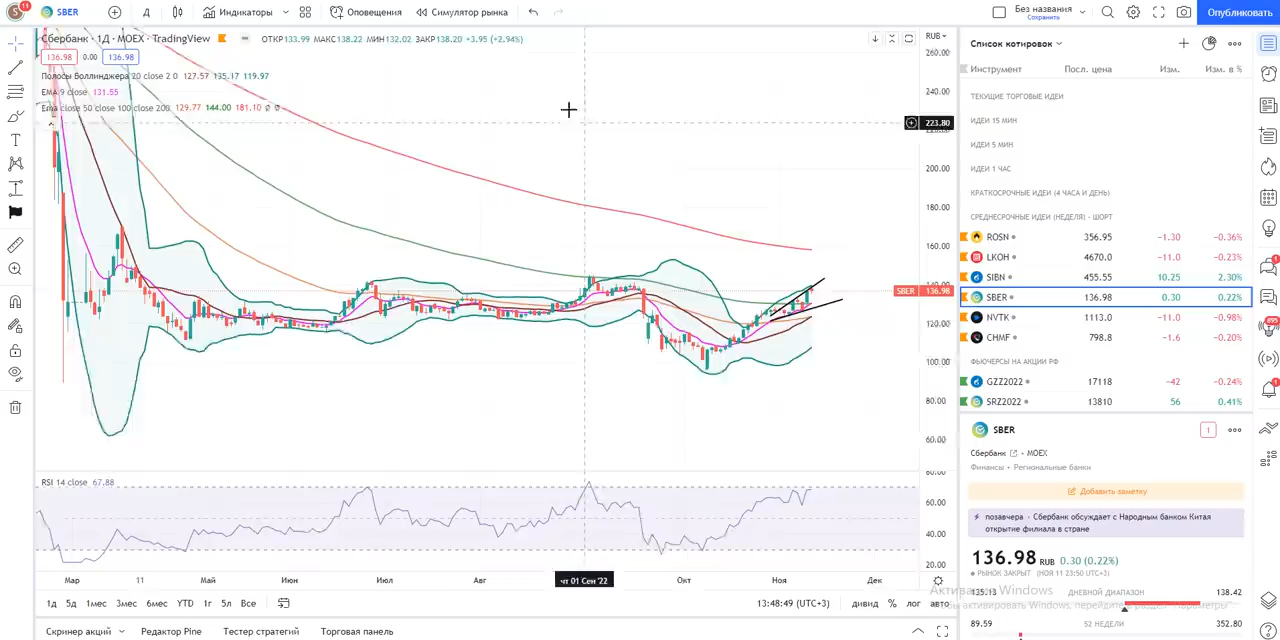 S 11 SBER Д Индикаторы Оповещения Симулятор рынка Без названия Сохранить Опубликовать
Сбербанк · 1Д · MOEX · TradingView ОТКР133.99 МАКС138.22 МИН132.02 ЗАКР138.20 +3.95 (+2.94%)
136.98 0.00 136.98
Полосы Боллинджера 20 close 2 0 127.57 135.17 119.97
EMA 9 close 131.55
Ema close 50 close 100 close 200 129.77 144.00 181.10
RUB
260.00
240.00
223.80
200.00
180.00
160.00
SBER 136.98
120.00
100.00
80.00
60.00
RSI 14 close 67.88
60.00
40.00
20.00
Мар 11 Май Июн Июл Авг чт 01 Сен '22 Окт Ноя Дек
1д 5д 1мес 3мес 6мес YTD 1г 5л Все 13:48:49 (UTC+3) дивид % лог авто
Скринер акций Редактор Pine Тестер стратегий Торговая панель
Список котировок
Инструмент Посл. цена Изм. Изм. в %
ТЕКУЩИЕ ТОРГОВЫЕ ИДЕИ
ИДЕИ 15 МИН
ИДЕИ 5 МИН
ИДЕИ 1 ЧАС
КРАТКОСРОЧНЫЕ ИДЕИ (4 ЧАСА И ДЕНЬ)
СРЕДНЕСРОЧНЫЕ ИДЕИ (НЕДЕЛЯ) - ШОРТ
ROSN 356.95 −1.30 −0.36%
LKOH 4670.0 −11.0 −0.23%
SIBN 455.55 10.25 2.30%
SBER 136.98 0.30 0.22%
NVTK 1113.0 −11.0 −0.98%
CHMF 798.8 −1.6 −0.20%
ФЬЮЧЕРСЫ НА АКЦИИ РФ
GZZ2022 17118 −42 −0.24%
SRZ2022 13810 56 0.41%
SBER 1
Сбербанк · MOEX
Финансы · Региональные банки
Добавить заметку
позавчера · Сбербанк обсуждает с Народным банком Китая
открытие филиала в стране
136.98 RUB 0.30 (0.22%)
РЫНОК ЗАКРЫТ (НОЯ 11 23:50 UTC+3)
135.13 ДНЕВНОЙ ДИАПАЗОН 138.42
89.59 52 НЕДЕЛИ 352.80
1
895
1